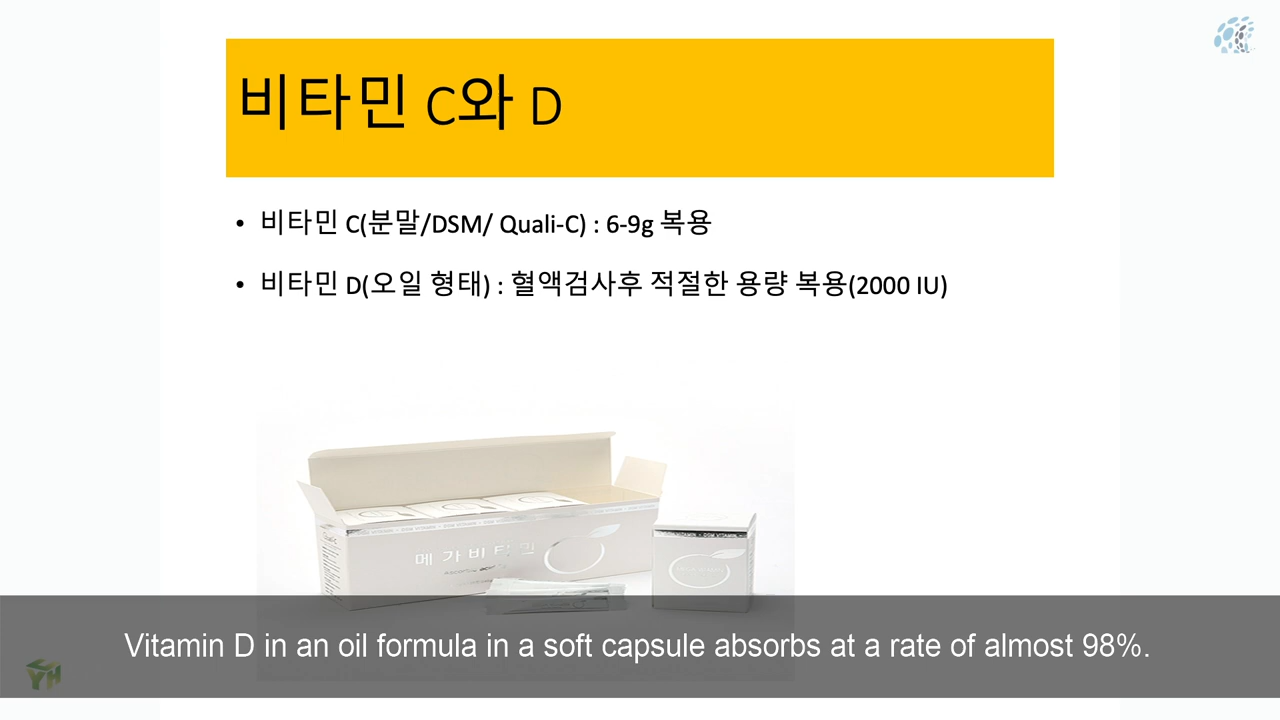 비타민 C와 D
• 비타민 C(분말/DSM/ Quali-C) : 6-9g 복용
• 비타민 D(오일 형태) : 혈액검사후 적절한 용량 복용(2000 IU)
메가비타민
Vitamin D in an oil formula in a soft capsule absorbs at a rate of almost 98%.
YH